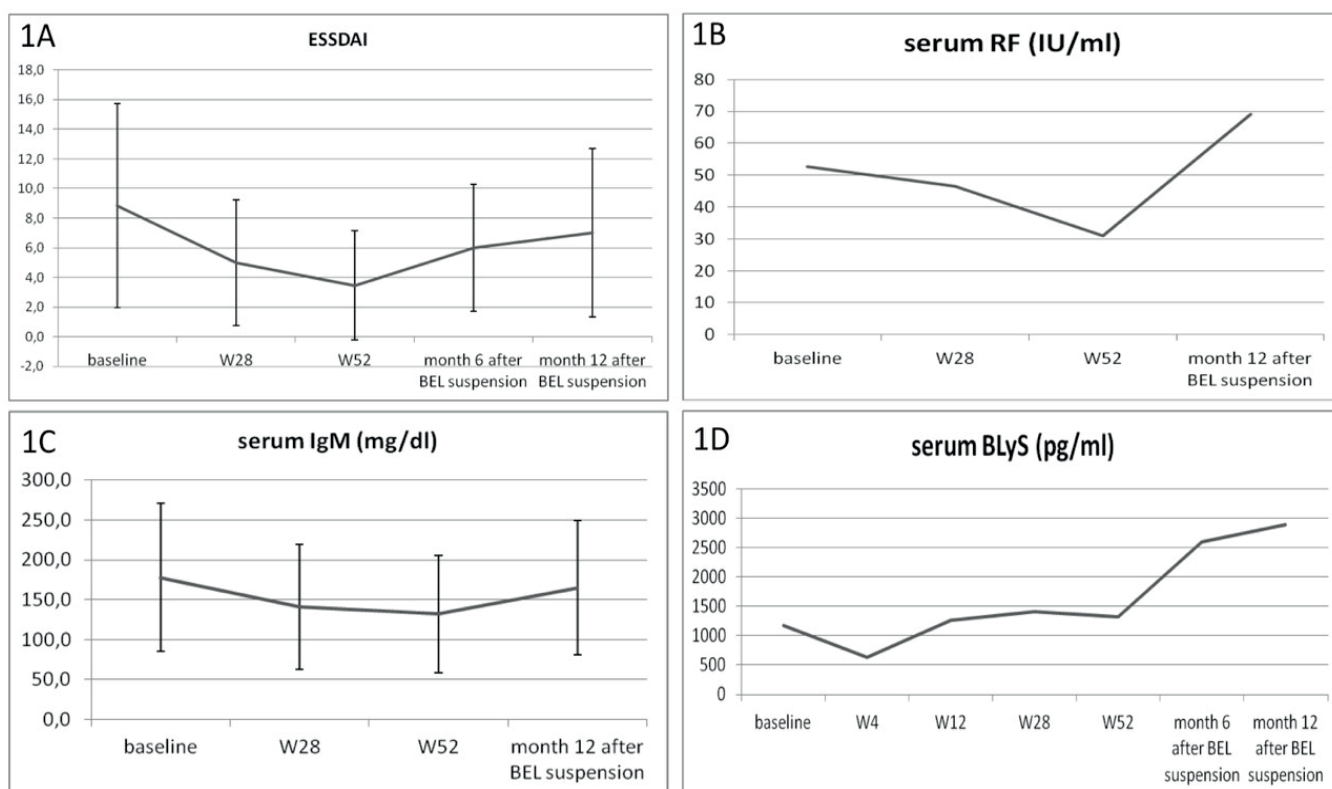 1A
ESSDAI
18,0
16,0
14,0
12,0
10,0
8,0
6,0
4,0
2,0
0,0
-2,0
baseline
W28
W52
month 6 after
BEL suspension
month 12 after
BEL suspension
1B
serum RF (IU/ml)
80
70
60
50
40
30
20
10
0
baseline
W28
W52
month 12 after
BEL suspension
1C
serum IgM (mg/dl)
300,0
250,0
200,0
150,0
100,0
50,0
0,0
baseline
W28
W52
month 12 after
BEL suspension
1D
serum BLyS (pg/ml)
3500
3000
2500
2000
1500
1000
500
0
baseline
W4
W12
W28
W52
month 6
after BEL
suspension
month 12
after BEL
suspension